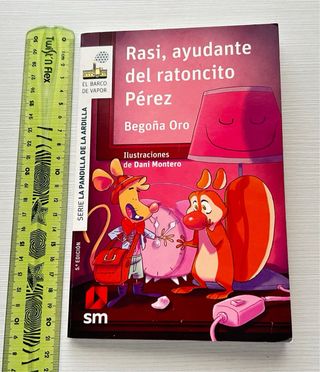 Rasi, ayudante
del ratoncito
Pérez
Begoña Oro
Ilustraciones
de Dani Montero
EL BARCO
DE VAPOR
SERIE LA PANDILLA DE LA ARDILLA
5.ª EDICIÓN
sm
Twist'n Flex